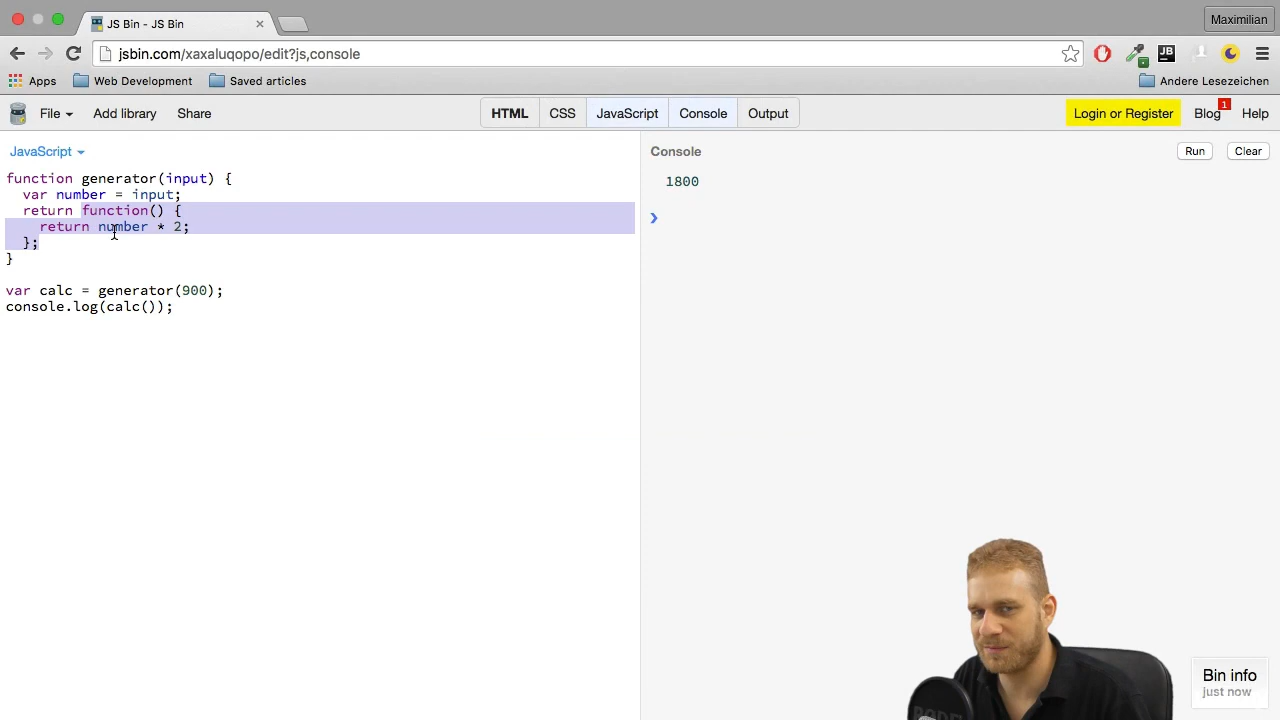 JS Bin - JS Bin
Maximilian
jsbin.com/xaxaluqopo/edit?js,console
JB
Apps Web Development Saved articles Andere Lesezeichen
File Add library Share HTML CSS JavaScript Console Output Login or Register Blog 1 Help
JavaScript
function generator(input) {
  var number = input;
  return function() {
    return number * 2;
  };
}
var calc = generator(900);
console.log(calc());
Console Run Clear
1800
Bin info
just now
RODE